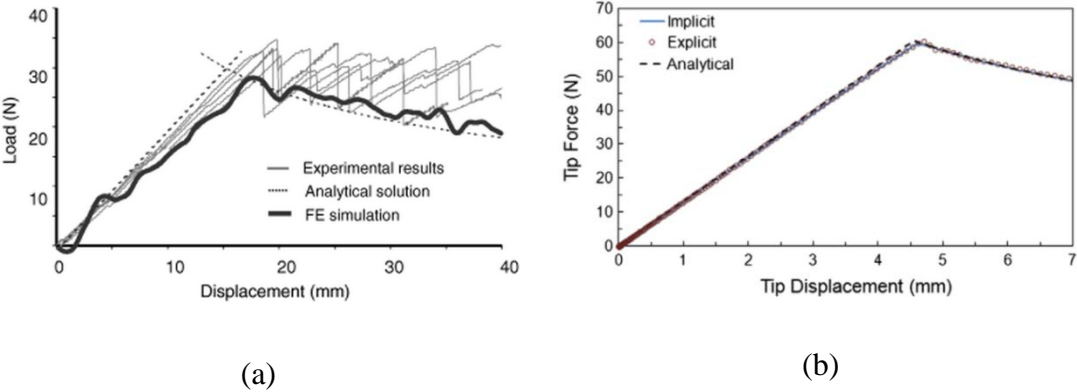 40
30
20
10
Load (N)
Experimental results
Analytical solution
FE simulation
0 10 20 30 40
Displacement (mm)
(a)
70
60
50
40
30
20
10
0
Tip Force (N)
Implicit
Explicit
Analytical
0 1 2 3 4 5 6 7
Tip Displacement (mm)
(b)